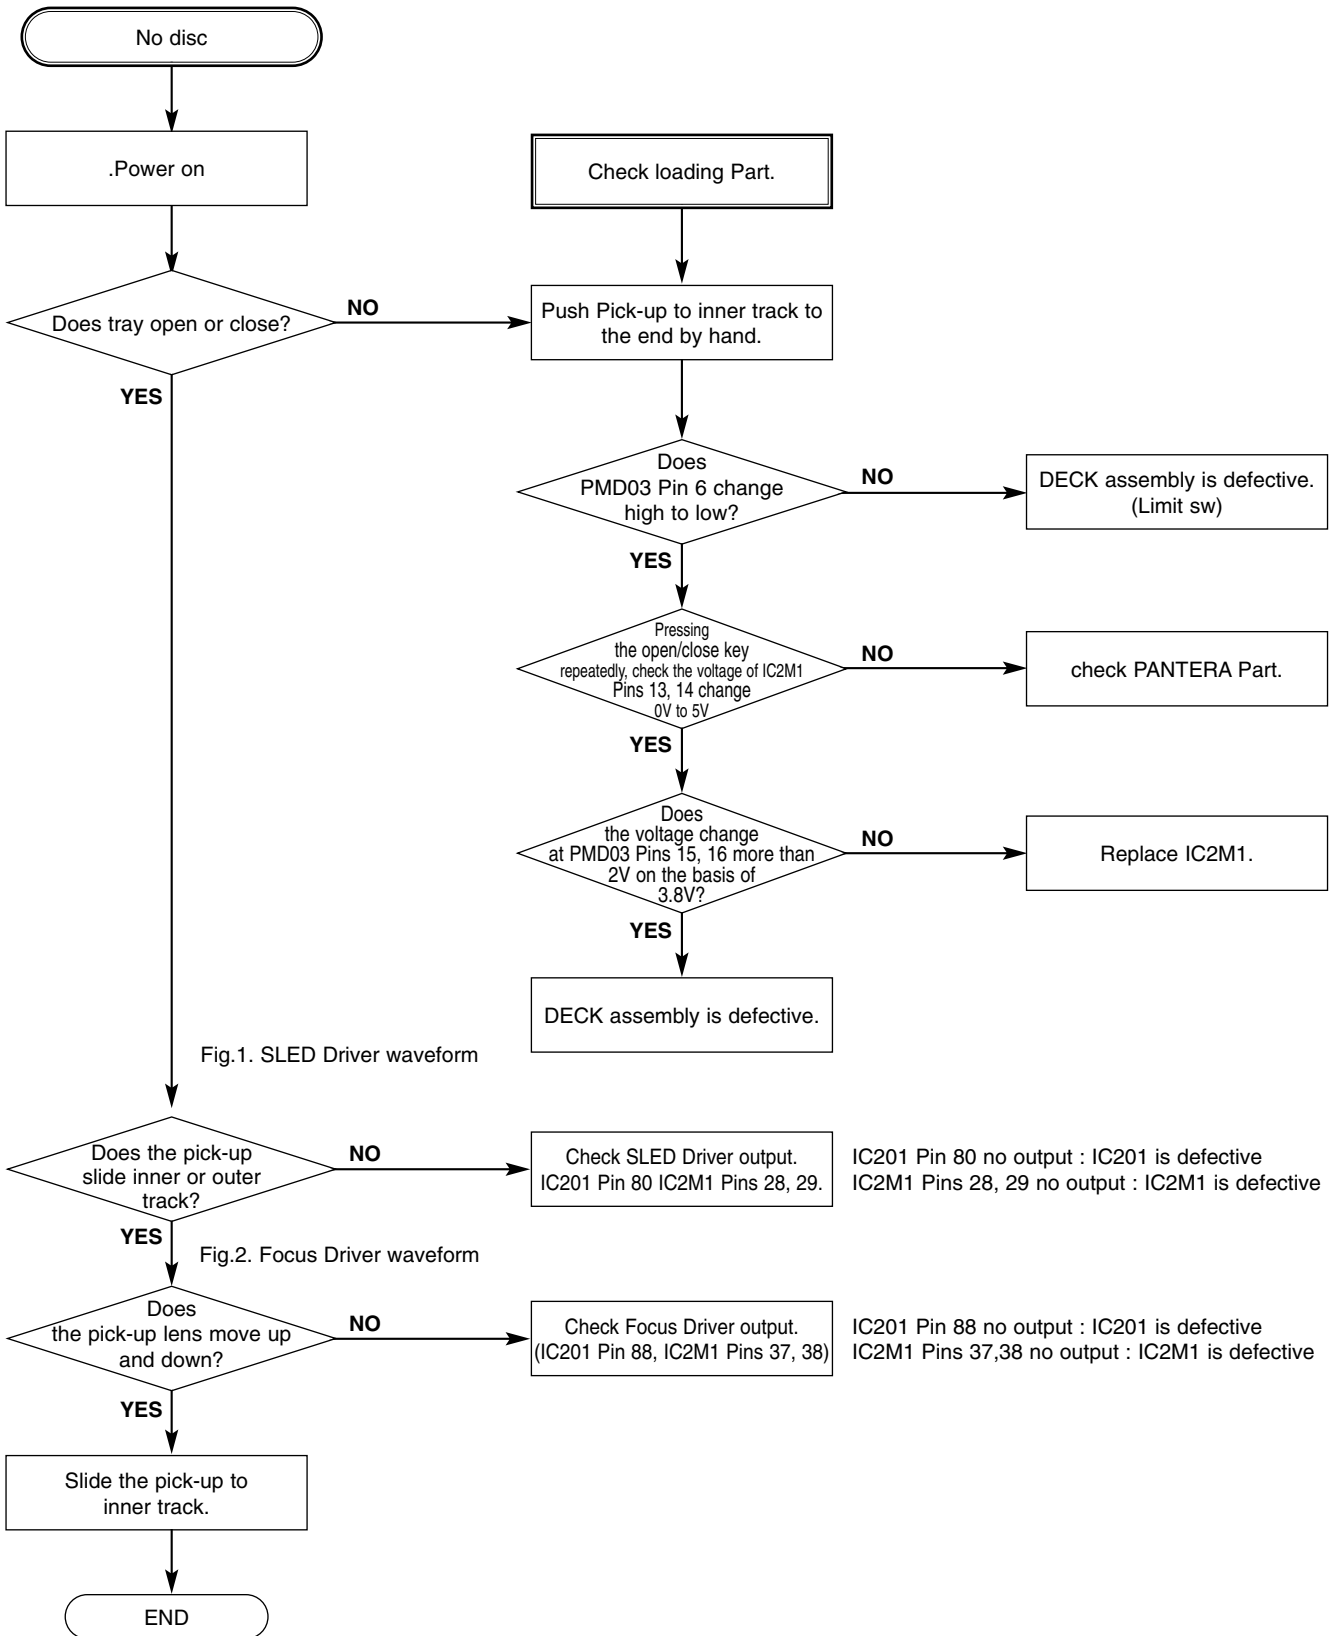 No disc
.Power on
Check loading Part.
Does tray open or close?
NO
Push Pick-up to inner track to
the end by hand.
YES
Does
PMD03 Pin 6 change
high to low?
NO
DECK assembly is defective.
(Limit sw)
YES
Pressing
the open/close key
repeatedly, check the voltage of IC2M1
Pins 13, 14 change
0V to 5V
NO
check PANTERA Part.
YES
Does
the voltage change
at PMD03 Pins 15, 16 more than
2V on the basis of
3.8V?
NO
Replace IC2M1.
YES
DECK assembly is defective.
Fig.1. SLED Driver waveform
Does the pick-up
slide inner or outer
track?
NO
Check SLED Driver output.
IC201 Pin 80 IC2M1 Pins 28, 29.
IC201 Pin 80 no output : IC201 is defective
IC2M1 Pins 28, 29 no output : IC2M1 is defective
YES
Fig.2. Focus Driver waveform
Does
the pick-up lens move up
and down?
NO
Check Focus Driver output.
(IC201 Pin 88, IC2M1 Pins 37, 38)
IC201 Pin 88 no output : IC201 is defective
IC2M1 Pins 37,38 no output : IC2M1 is defective
YES
Slide the pick-up to
inner track.
END